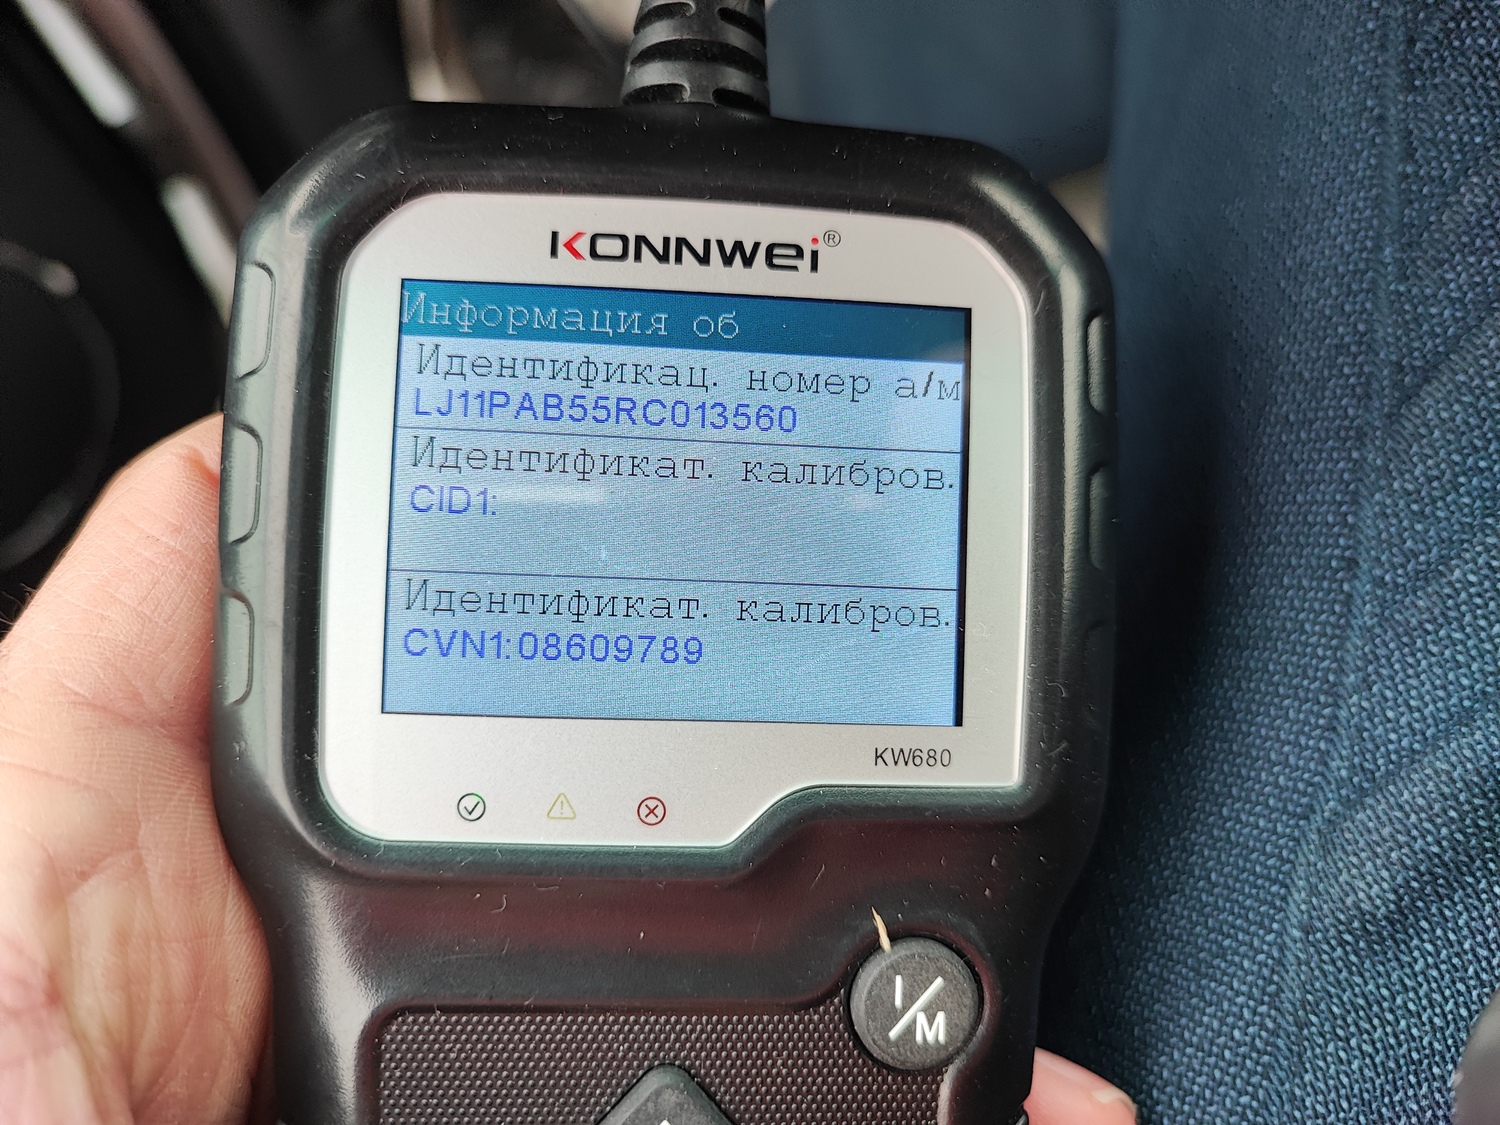 KONNWEI®
Информация об
Идентификац. номер а/м
LJ11PAB55RC013560
Идентификат. калибров.
CID1:
Идентификат. калибров.
CVN1:08609789
KW680
I/M